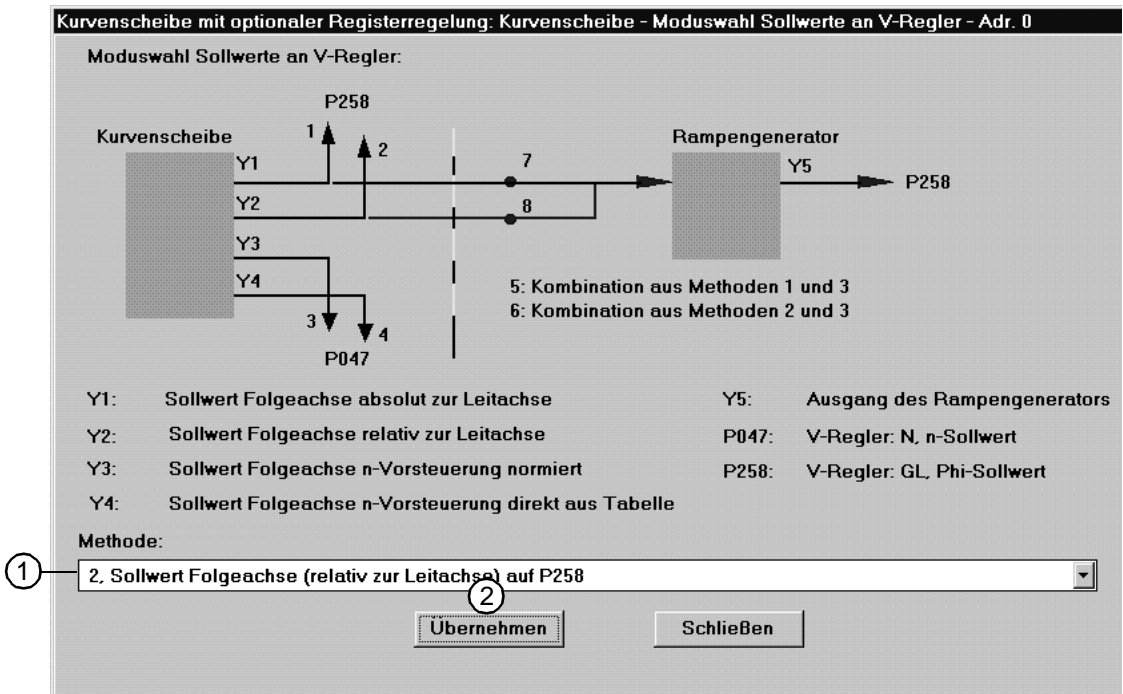 Kurvenscheibe mit optionaler Registerregelung: Kurvenscheibe - Moduswahl Sollwerte an V-Regler - Adr. 0
Moduswahl Sollwerte an V-Regler:
P258
Kurvenscheibe
1
2
Rampengenerator
Y1
7
Y5
P258
Y2
8
Y3
Y4
5: Kombination aus Methoden 1 und 3
6: Kombination aus Methoden 2 und 3
3
4
P047
Y1: Sollwert Folgeachse absolut zur Leitachse
Y5: Ausgang des Rampengenerators
Y2: Sollwert Folgeachse relativ zur Leitachse
P047: V-Regler: N, n-Sollwert
Y3: Sollwert Folgeachse n-Vorsteuerung normiert
P258: V-Regler: GL, Phi-Sollwert
Y4: Sollwert Folgeachse n-Vorsteuerung direkt aus Tabelle
Methode:
1
2, Sollwert Folgeachse (relativ zur Leitachse) auf P258
2
Übernehmen
Schließen